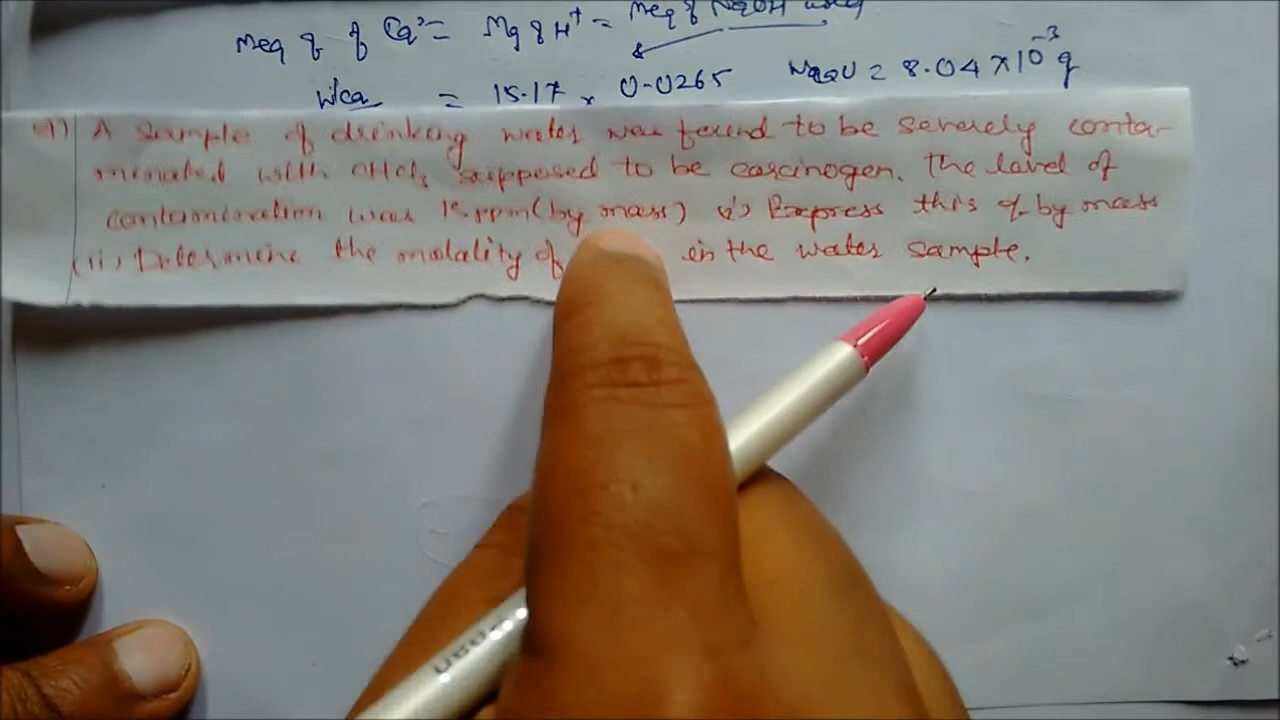 Meq of Ca²⁺ = Mq of H⁺ = Meq of NaOH used
Wca = 15.17 × 0.0265 = 8.04 × 10⁻³ g
A sample of drinking water was found to be severely conta-
minated with CHCl₃ supposed to be carcinogen. The level of
contamination was 15 ppm (by mass) (i) Express this % by mass
(ii) Determine the molality of in the water sample.